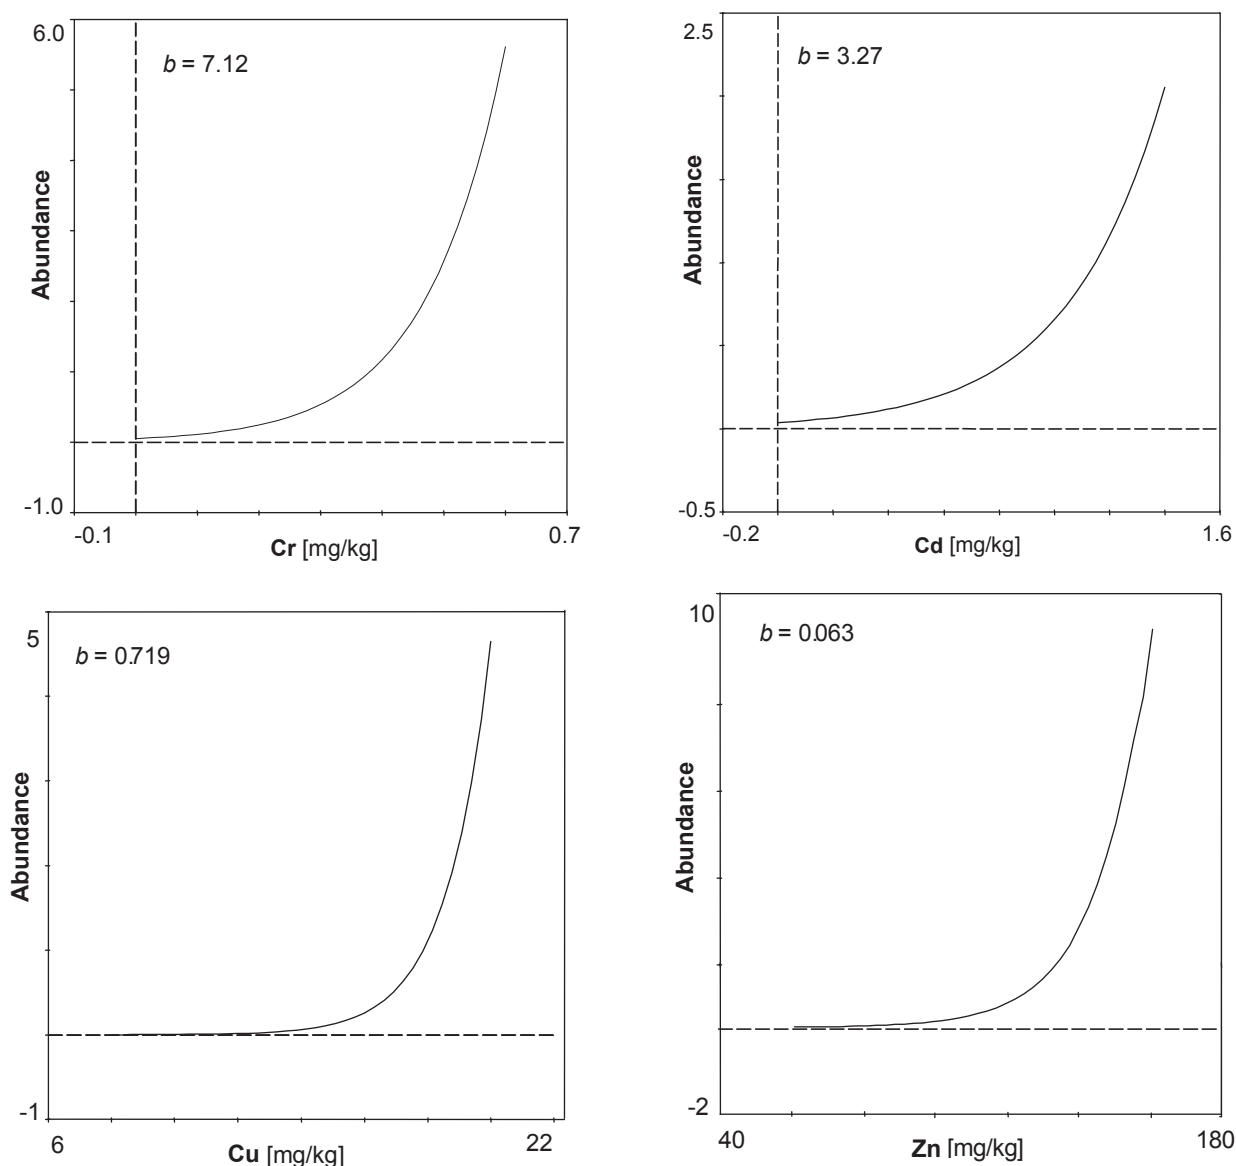 6.0
b = 7.12
Abundance
-1.0
-0.1
0.7
Cr [mg/kg]
2.5
b = 3.27
Abundance
-0.5
-0.2
1.6
Cd [mg/kg]
5
b = 0.719
Abundance
-1
6
22
Cu [mg/kg]
10
b = 0.063
Abundance
-2
40
180
Zn [mg/kg]